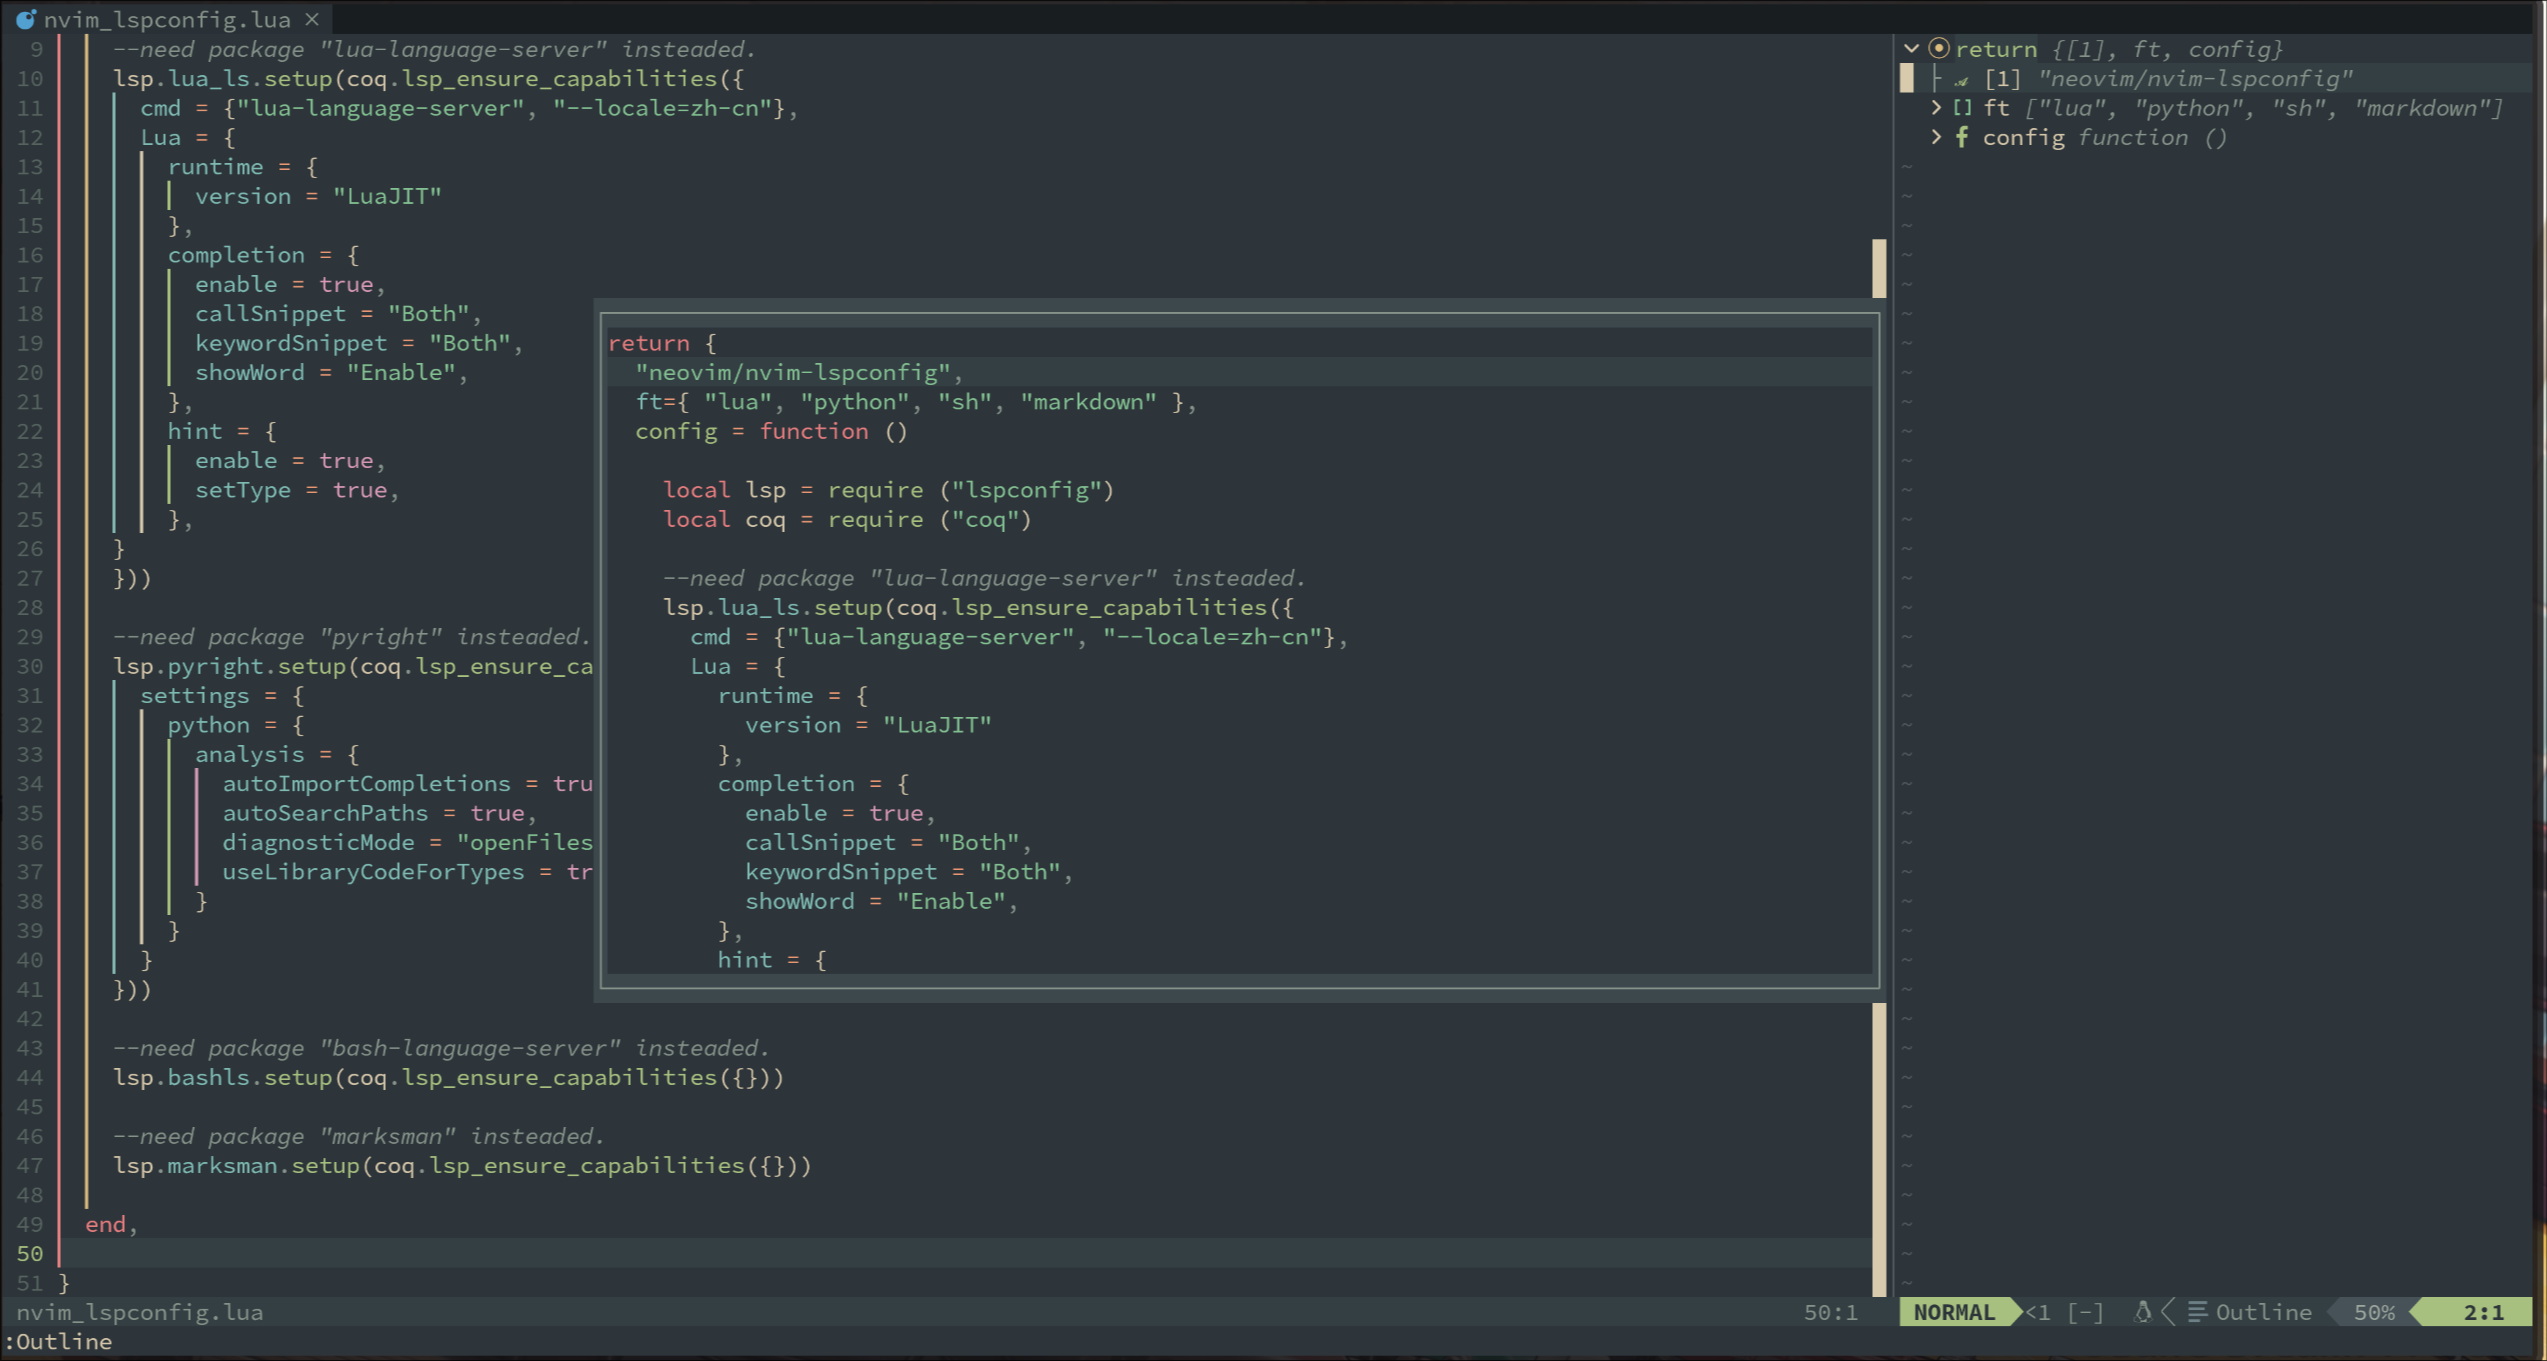 nvim_lspconfig.lua ×
9 --need package "lua-language-server" insteaded.
10 lsp.lua_ls.setup(coq.lsp_ensure_capabilities({
11 cmd = {"lua-language-server", "--locale=zh-cn"},
12 Lua = {
13 runtime = {
14 version = "LuaJIT"
15 },
16 completion = {
17 enable = true,
18 callSnippet = "Both",
19 keywordSnippet = "Both",
20 showWord = "Enable",
21 },
22 hint = {
23 enable = true,
24 setType = true,
25 },
26 }
27 }))
28
29 --need package "pyright" insteaded.
30 lsp.pyright.setup(coq.lsp_ensure_ca
31 settings = {
32 python = {
33 analysis = {
34 autoImportCompletions = tru
35 autoSearchPaths = true,
36 diagnosticMode = "openFiles
37 useLibraryCodeForTypes = tr
38 }
39 }
40 }
41 }))
42
43 --need package "bash-language-server" insteaded.
44 lsp.bashls.setup(coq.lsp_ensure_capabilities({}))
45
46 --need package "marksman" insteaded.
47 lsp.marksman.setup(coq.lsp_ensure_capabilities({}))
48
49 end,
50
51 }
return {
"neovim/nvim-lspconfig",
ft={ "lua", "python", "sh", "markdown" },
config = function ()
local lsp = require ("lspconfig")
local coq = require ("coq")
--need package "lua-language-server" insteaded.
lsp.lua_ls.setup(coq.lsp_ensure_capabilities({
cmd = {"lua-language-server", "--locale=zh-cn"},
Lua = {
runtime = {
version = "LuaJIT"
},
completion = {
enable = true,
callSnippet = "Both",
keywordSnippet = "Both",
showWord = "Enable",
},
hint = {
return {[1], ft, config}
[1] "neovim/nvim-lspconfig"
[] ft ["lua", "python", "sh", "markdown"]
f config function ()
nvim_lspconfig.lua 50:1
NORMAL <1 [-] Outline 50% 2:1
:Outline